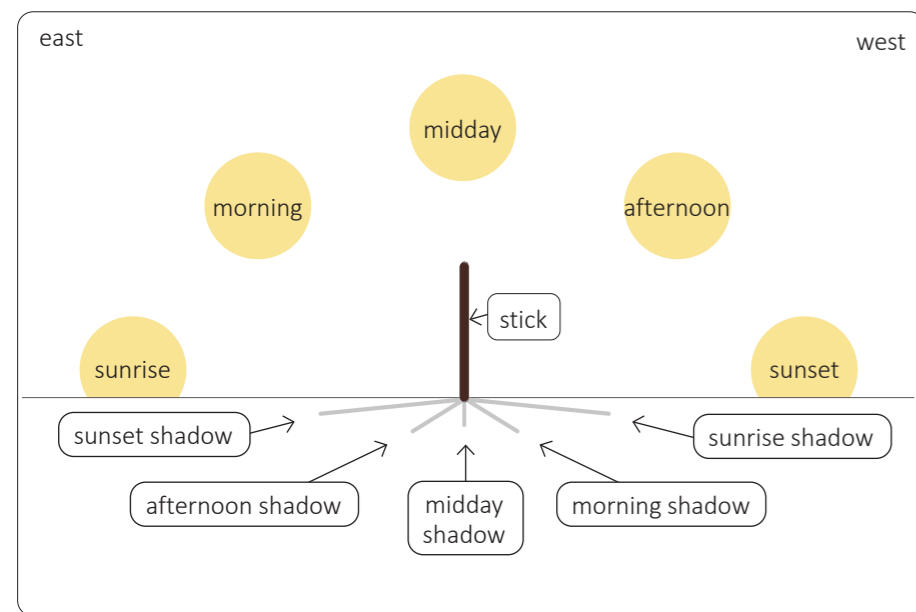 east
west
midday
morning
afternoon
stick
sunrise
sunset
sunset shadow
sunrise shadow
afternoon shadow
midday
shadow
morning shadow